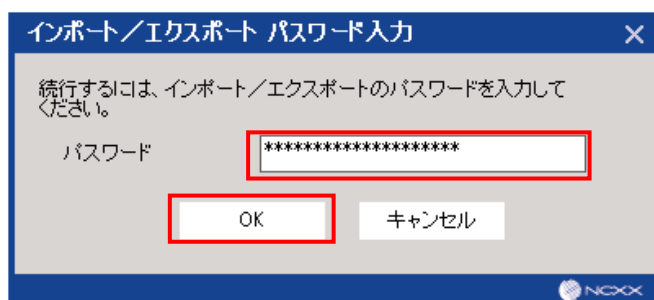 インポート／エクスポート パスワード入力
続行するには、インポート／エクスポートのパスワードを入力して
ください。
パスワード
********************
OK
キャンセル
NCXX